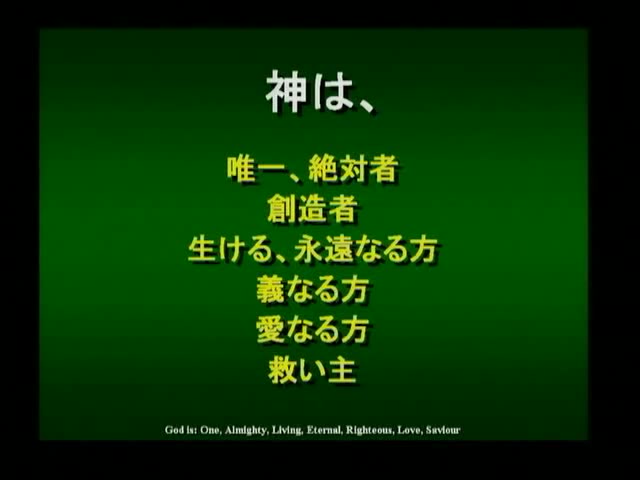 神は、
唯一、絶対者
創造者
生ける、永遠なる方
義なる方
愛なる方
救い主
God is: One, Almighty, Living, Eternal, Righteous, Love, Saviour